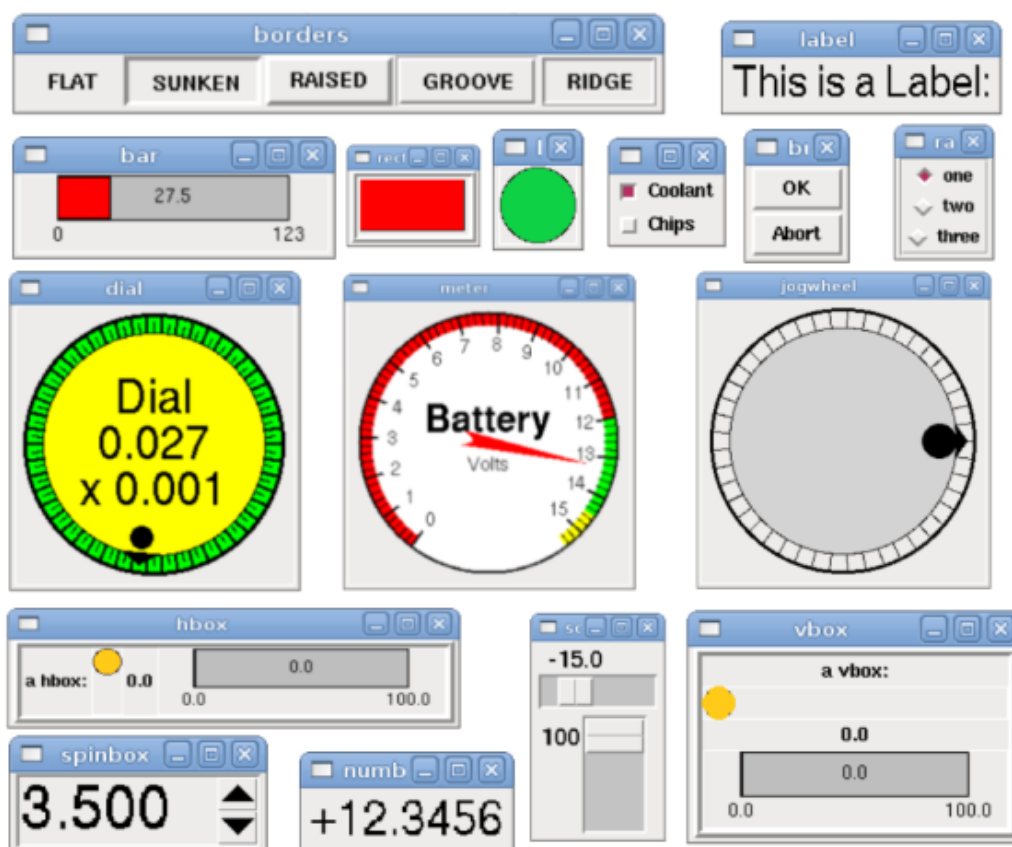 borders
FLAT SUNKEN RAISED GROOVE RIDGE
label
This is a Label:
bar
27.5
0 123
rect
Coolant
Chips
OK
Abort
ra
one
two
three
dial
Dial
0.027
x 0.001
meter
Battery
Volts
0 1 2 3 4 5 6 7 8 9 10 11 12 13 14 15
jogwheel
hbox
a hbox: 0.0 0.0
0.0 100.0
sc
-15.0
100
vbox
a vbox:
0.0
0.0
0.0 100.0
spinbox
3.500
numb
+12.3456